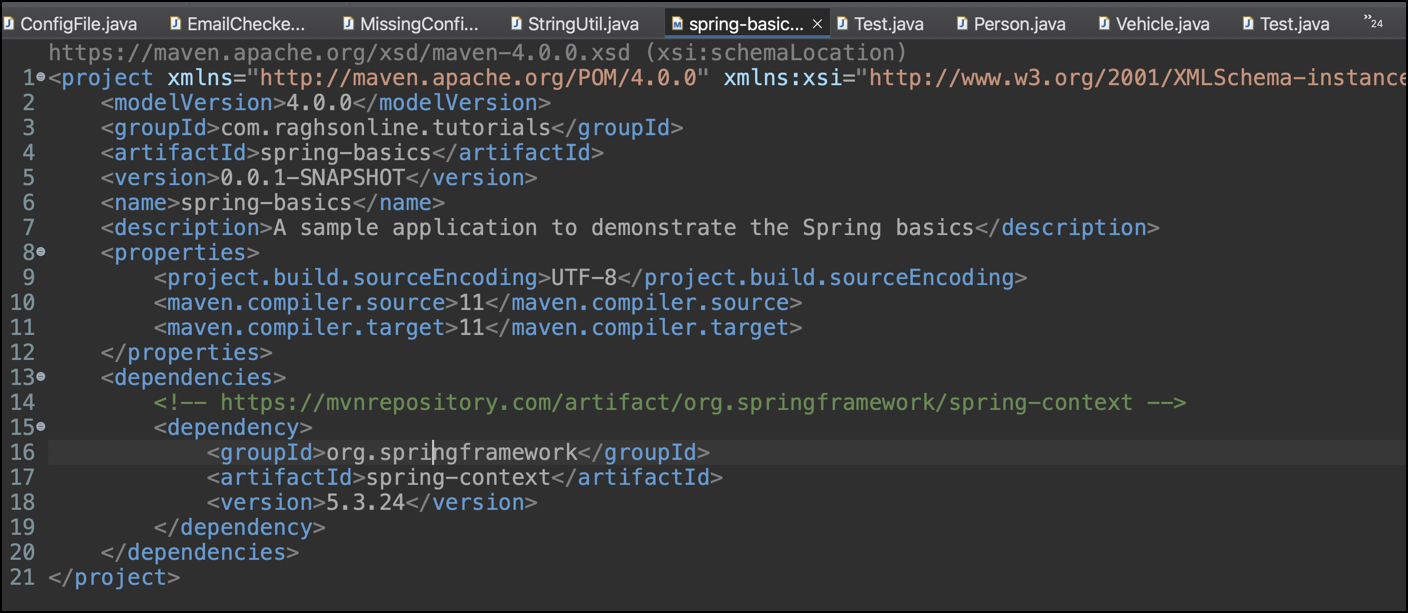 ConfigFile.java EmailChecke... MissingConfi... StringUtil.java spring-basic... Test.java Person.java Vehicle.java Test.java »24
https://maven.apache.org/xsd/maven-4.0.0.xsd (xsi:schemaLocation)
1 <project xmlns="http://maven.apache.org/POM/4.0.0" xmlns:xsi="http://www.w3.org/2001/XMLSchema-instance
2 <modelVersion>4.0.0</modelVersion>
3 <groupId>com.raghsonline.tutorials</groupId>
4 <artifactId>spring-basics</artifactId>
5 <version>0.0.1-SNAPSHOT</version>
6 <name>spring-basics</name>
7 <description>A sample application to demonstrate the Spring basics</description>
8 <properties>
9 <project.build.sourceEncoding>UTF-8</project.build.sourceEncoding>
10 <maven.compiler.source>11</maven.compiler.source>
11 <maven.compiler.target>11</maven.compiler.target>
12 </properties>
13 <dependencies>
14 <!-- https://mvnrepository.com/artifact/org.springframework/spring-context -->
15 <dependency>
16 <groupId>org.springframework</groupId>
17 <artifactId>spring-context</artifactId>
18 <version>5.3.24</version>
19 </dependency>
20 </dependencies>
21 </project>